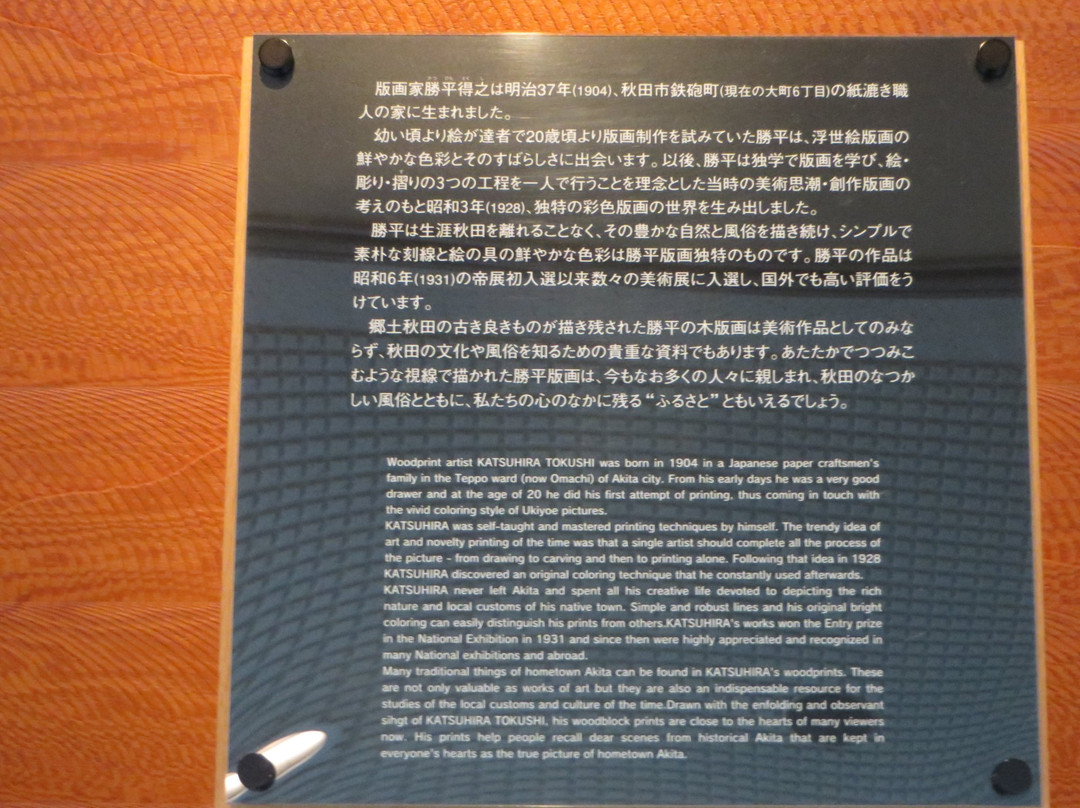 版画家勝平得之は明治37年(1904)、秋田市鉄砲町(現在の大町6丁目)の紙漉き職
人の家に生まれました。
幼い頃より絵が達者で20歳頃より版画制作を試みていた勝平は、浮世絵版画の
鮮やかな色彩とそのすばらしさに出会います。以後、勝平は独学で版画を学び、絵・
彫り・摺りの3つの工程を一人で行うことを理念とした当時の美術思潮・創作版画の
考えのもと昭和3年(1928)、独特の彩色版画の世界を生み出しました。
勝平は生涯秋田を離れることなく、その豊かな自然と風俗を描き続け、シンプルで
素朴な刻線と絵の具の鮮やかな色彩は勝平版画独特のものです。勝平の作品は
昭和6年(1931)の帝展初入選以来数々の美術展に入選し、国外でも高い評価をう
けています。
郷土秋田の古き良きものが描き残された勝平の木版画は美術作品としてのみな
らず、秋田の文化や風俗を知るための貴重な資料でもあります。あたたかでつつみこ
むような視線で描かれた勝平版画は、今もなお多くの人々に親しまれ、秋田のなつか
しい風俗とともに、私たちの心のなかに残る“ふるさと”ともいえるでしょう。
Woodprint artist KATSUHIRA TOKUSHI was born in 1904 in a Japanese paper craftsmen's
family in the Teppo ward (now Omachi) of Akita city. From his early days he was a very good
drawer and at the age of 20 he did his first attempt of printing, thus coming in touch with
the vivid coloring style of Ukiyoe pictures.
KATSUHIRA was self-taught and mastered printing techniques by himself. The trendy idea of
art and novelty printing of the time was that a single artist should complete all the process of
the picture - from drawing to carving and then to printing alone. Following that idea in 1928
KATSUHIRA discovered an original coloring technique that he constantly used afterwards.
KATSUHIRA never left Akita and spent all his creative life devoted to depicting the rich
nature and local customs of his native town. Simple and robust lines and his original bright
coloring can easily distinguish his prints from others.KATSUHIRA's works won the Entry prize
in the National Exhibition in 1931 and since then were highly appreciated and recognized in
many National exhibitions and abroad.
Many traditional things of hometown Akita can be found in KATSUHIRA's woodprints. These
are not only valuable as works of art but they are also an indispensable resource for the
studies of the local customs and culture of the time.Drawn with the enfolding and observant
sihgt of KATSUHIRA TOKUSHI, his woodblock prints are close to the hearts of many viewers
now. His prints help people recall dear scenes from historical Akita that are kept in
everyone's hearts as the true picture of hometown Akita.